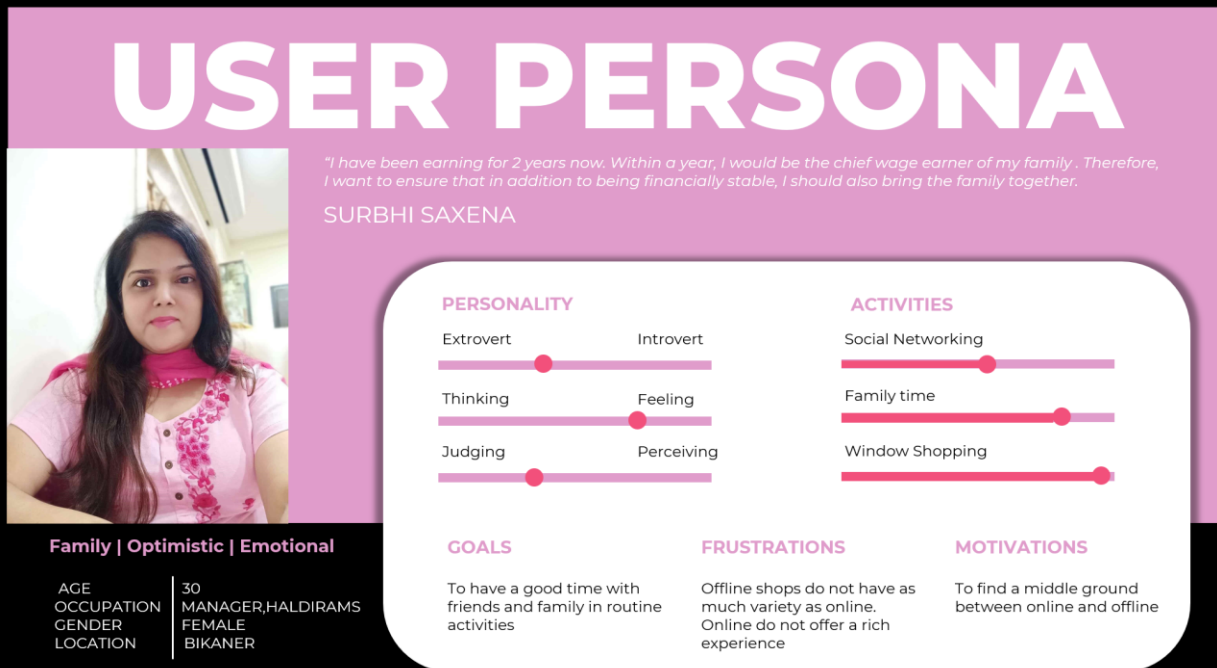 USER PERSONA
“I have been earning for 2 years now. Within a year, I would be the chief wage earner of my family . Therefore,
I want to ensure that in addition to being financially stable, I should also bring the family together.
SURBHI SAXENA
PERSONALITY
Extrovert Introvert
Thinking Feeling
Judging Perceiving
ACTIVITIES
Social Networking
Family time
Window Shopping
Family | Optimistic | Emotional
AGE 30
OCCUPATION MANAGER,HALDIRAMS
GENDER FEMALE
LOCATION BIKANER
GOALS
To have a good time with
friends and family in routine
activities
FRUSTRATIONS
Offline shops do not have as
much variety as online.
Online do not offer a rich
experience
MOTIVATIONS
To find a middle ground
between online and offline